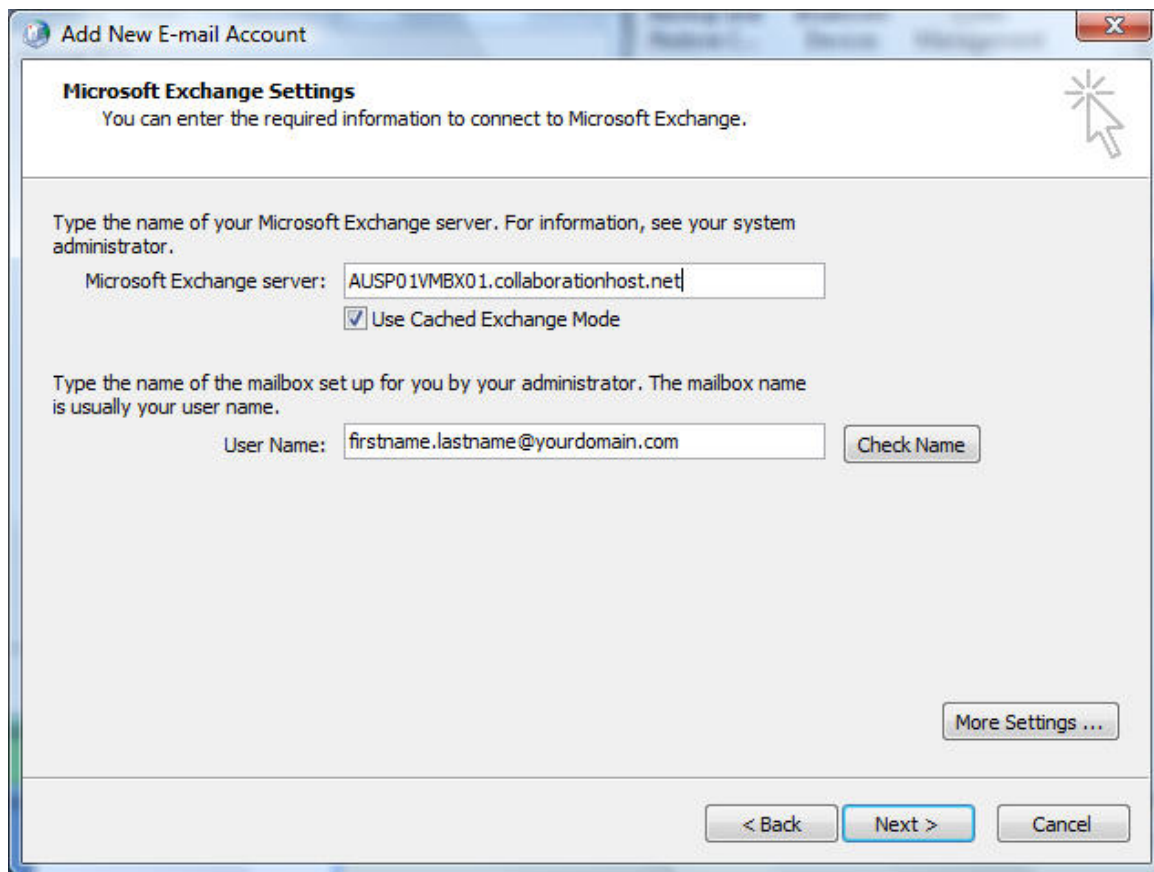 Add New E-mail Account
Microsoft Exchange Settings
You can enter the required information to connect to Microsoft Exchange.
Type the name of your Microsoft Exchange server. For information, see your system
administrator.
Microsoft Exchange server: AUSP01VMBX01.collaborationhost.net
Use Cached Exchange Mode
Type the name of the mailbox set up for you by your administrator. The mailbox name
is usually your user name.
User Name: firstname.lastname@yourdomain.com Check Name
More Settings ...
< Back Next > Cancel